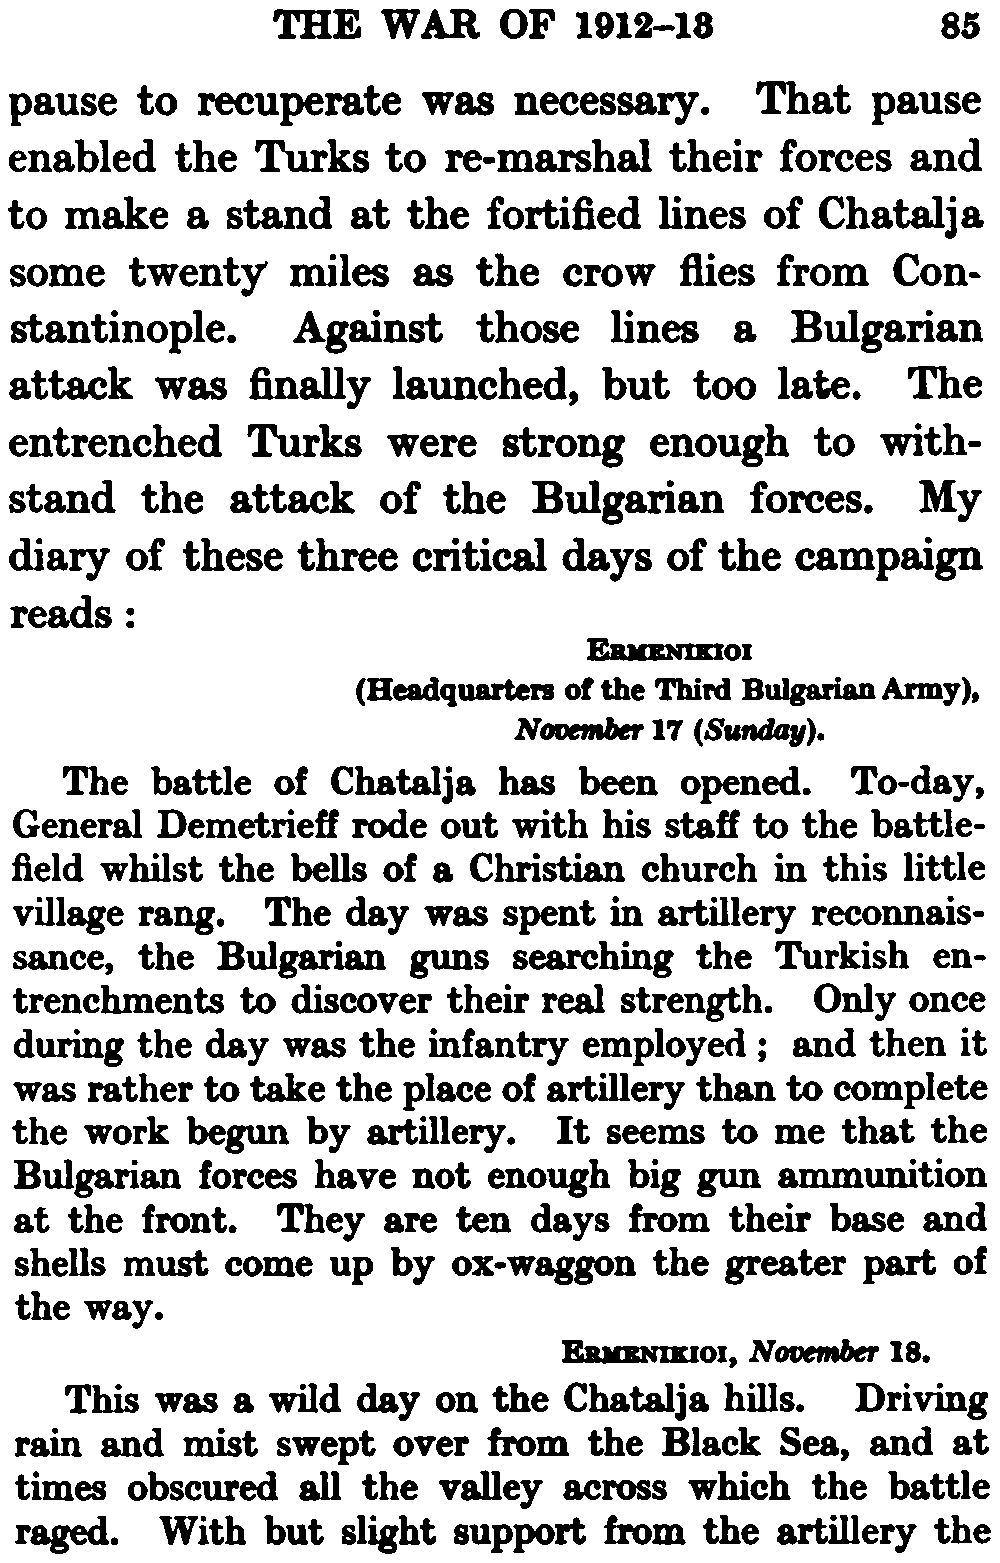 THE WAR OF 1912-13 85
pause to recuperate was necessary. That pause
enabled the Turks to re-marshal their forces and
to make a stand at the fortified lines of Chatalja
some twenty miles as the crow flies from Con-
stantinople. Against those lines a Bulgarian
attack was finally launched, but too late. The
entrenched Turks were strong enough to with-
stand the attack of the Bulgarian forces. My
diary of these three critical days of the campaign
reads :
ERMENIKIOI
(Headquarters of the Third Bulgarian Army),
November 17 (Sunday).
The battle of Chatalja has been opened. To-day,
General Demetrieff rode out with his staff to the battle-
field whilst the bells of a Christian church in this little
village rang. The day was spent in artillery reconnais-
sance, the Bulgarian guns searching the Turkish en-
trenchments to discover their real strength. Only once
during the day was the infantry employed ; and then it
was rather to take the place of artillery than to complete
the work begun by artillery. It seems to me that the
Bulgarian forces have not enough big gun ammunition
at the front. They are ten days from their base and
shells must come up by ox-waggon the greater part of
the way.
ERMENIKIOI, November 18.
This was a wild day on the Chatalja hills. Driving
rain and mist swept over from the Black Sea, and at
times obscured all the valley across which the battle
raged. With but slight support from the artillery the